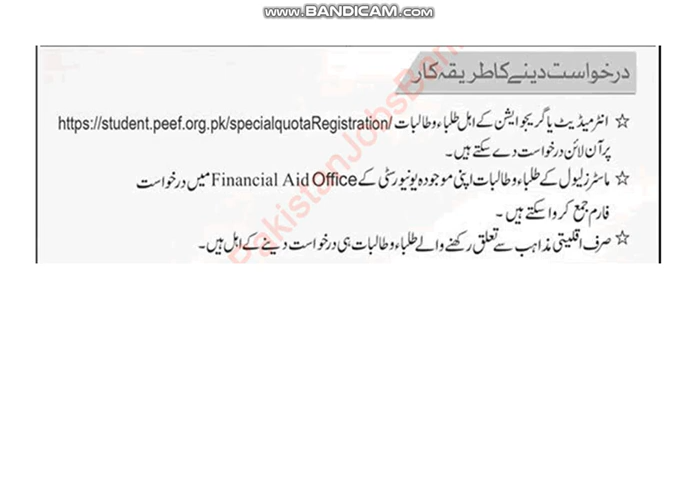 www.BANDICAM.com
درخواست دینے کا طریقہ کار
☆ انٹرمیڈیٹ یا گریجوایشن کے اہل طلباء و طالبات https://student.peef.org.pk/specialquotaRegistration/
پر آن لائن درخواست دے سکتے ہیں۔
☆ ماسٹرز لیول کے طلباء و طالبات اپنی موجودہ یونیورسٹی کے Financial Aid Office میں درخواست
فارم جمع کروا سکتے ہیں۔
☆ صرف اقلیتی مذاہب سے تعلق رکھنے والے طلباء و طالبات ہی درخواست دینے کے اہل ہیں۔
PakistanJobsBan